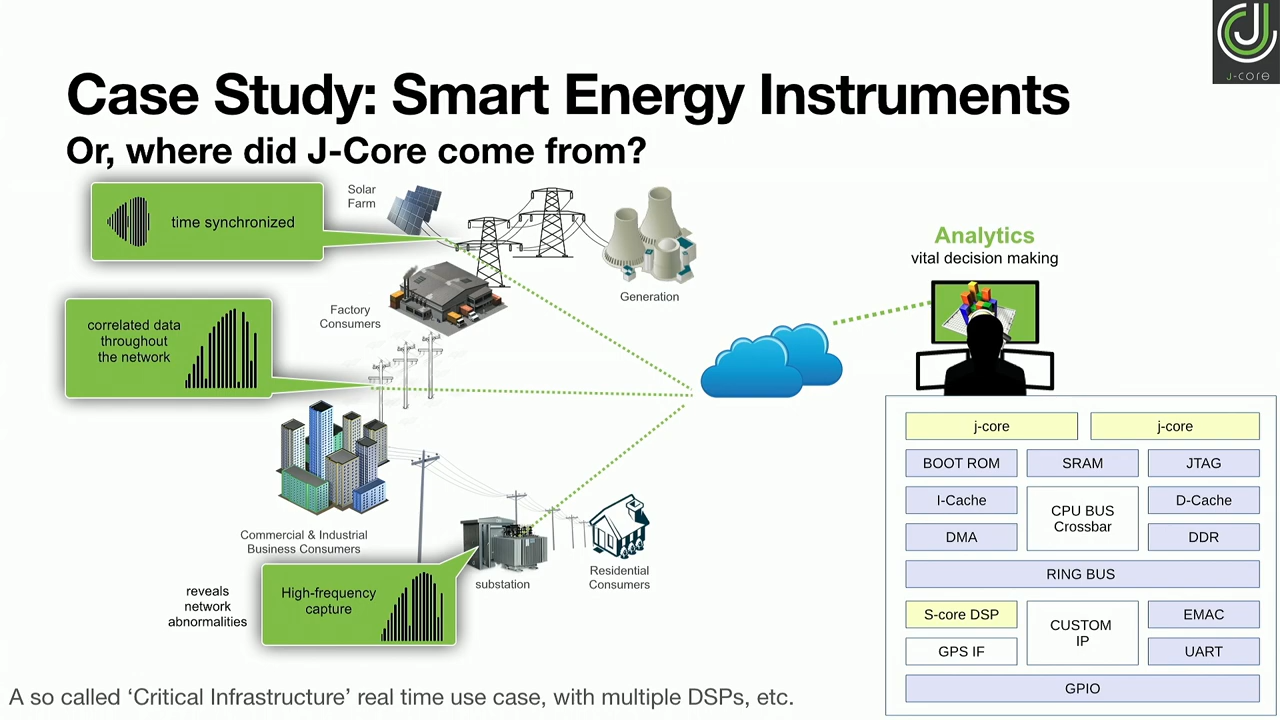 J-core
Case Study: Smart Energy Instruments
Or, where did J-Core come from?
time synchronized
Solar
Farm
Generation
Factory
Consumers
correlated data
throughout
the network
Analytics
vital decision making
Commercial & Industrial
Business Consumers
substation
Residential
Consumers
reveals
network
abnormalities
High-frequency
capture
j-core
j-core
BOOT ROM
SRAM
JTAG
I-Cache
CPU BUS
Crossbar
D-Cache
DMA
DDR
RING BUS
S-core DSP
CUSTOM
IP
EMAC
GPS IF
UART
GPIO
A so called ‘Critical Infrastructure’ real time use case, with multiple DSPs, etc.